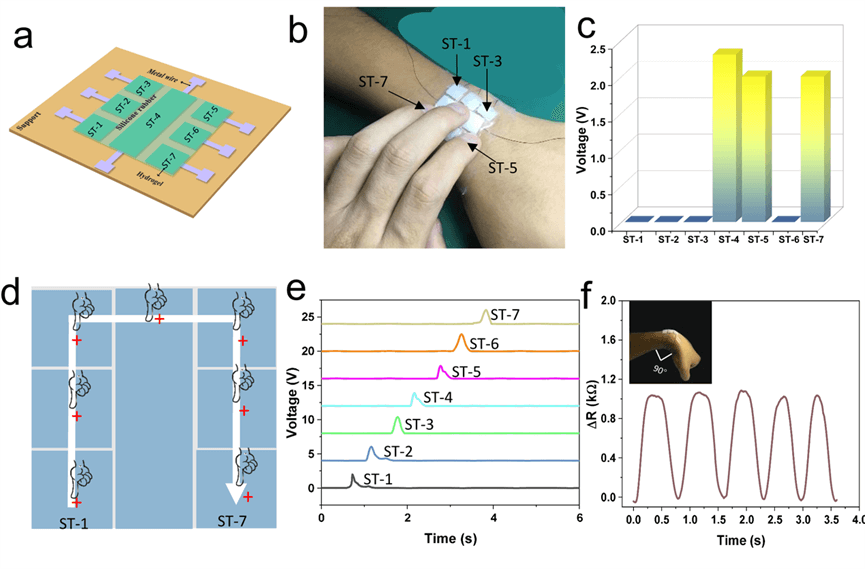 a
Metal wire
ST-3
ST-2
ST-1
Silicone rubber
ST-4
ST-5
ST-6
ST-7
Support
Hydrogel
b
ST-1
ST-3
ST-7
ST-5
c
Voltage (V)
2.5
2.0
1.5
1.0
0.5
0.0
ST-1 ST-2 ST-3 ST-4 ST-5 ST-6 ST-7
d
+
+
+
+
+
+
+
ST-1
ST-7
e
Voltage (V)
25
20
15
10
5
0
ST-7
ST-6
ST-5
ST-4
ST-3
ST-2
ST-1
0 2 4 6
Time (s)
f
ΔR (kΩ)
2.0
1.6
1.2
0.8
0.4
0.0
90°
0.0 0.5 1.0 1.5 2.0 2.5 3.0 3.5 4.0
Time (s)